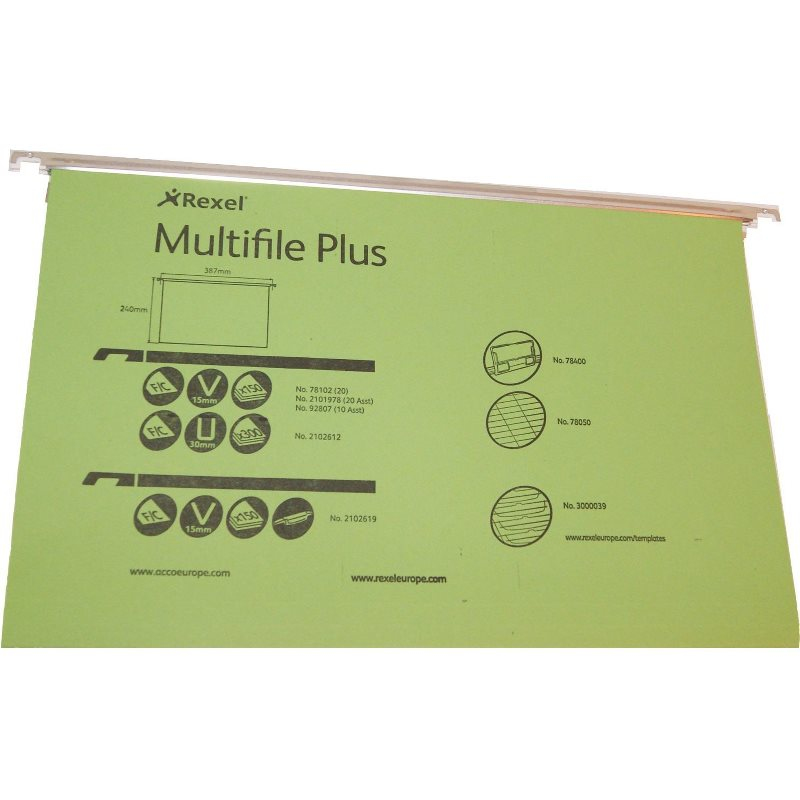 Rexel®
Multifile Plus
387mm
240mm
F/C V 15mm x150
No. 78102 (20)
No. 2101978 (20 Asst)
No. 92807 (10 Asst)
F/C U 30mm x300
No. 2102612
F/C V 15mm x150
No. 2102619
No. 78400
No. 78050
No. 3000039
www.rexeleurope.com/templates
www.accoeurope.com
www.rexeleurope.com